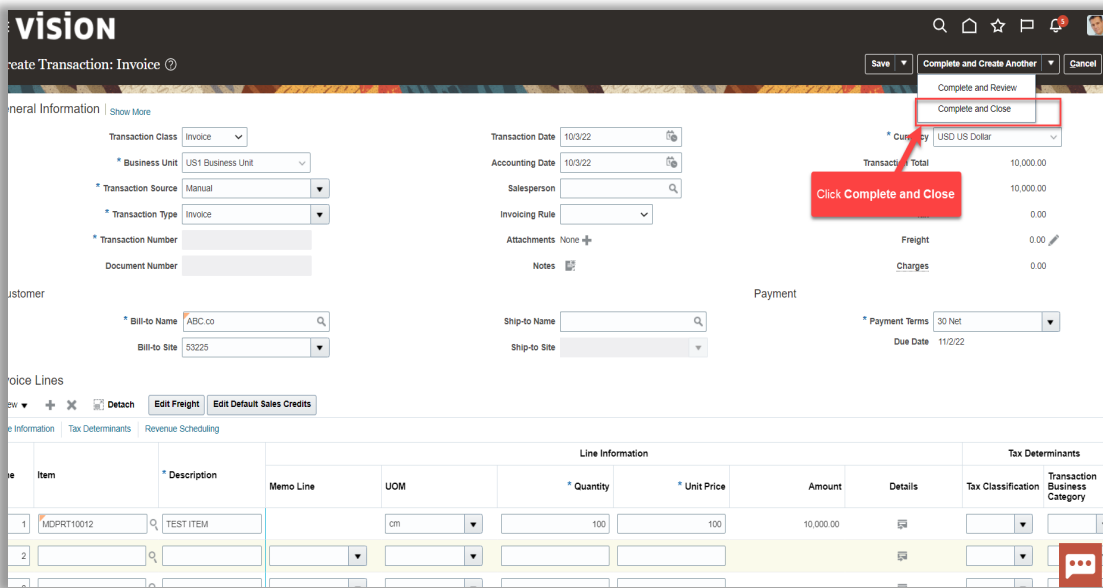 VISION
5
reate Transaction: Invoice
Save
Complete and Create Another
Cancel
Complete and Review
Complete and Close
eneral Information
Show More
Transaction Class Invoice
* Business Unit US1 Business Unit
* Transaction Source Manual
* Transaction Type Invoice
* Transaction Number
Document Number
Transaction Date 10/3/22
Accounting Date 10/3/22
Salesperson
Invoicing Rule
Attachments None
Notes
USD US Dollar
10,000.00
Click Complete and Close
10,000.00
0.00
Freight 0.00
Charges 0.00
ustomer
* Bill-to Name ABC.co
Bill-to Site 53225
Ship-to Name
Ship-to Site
Payment
* Payment Terms 30 Net
Due Date 11/2/22
voice Lines
ew
Detach
Edit Freight
Edit Default Sales Credits
e Information
Tax Determinants
Revenue Scheduling
Line Information
Tax Determinants
ne
Item
* Description
Memo Line
UOM
* Quantity
* Unit Price
Amount
Details
Tax Classification
Transaction
Business
Category
1 MDPRT10012 TEST ITEM cm 100 100 10,000.00
2